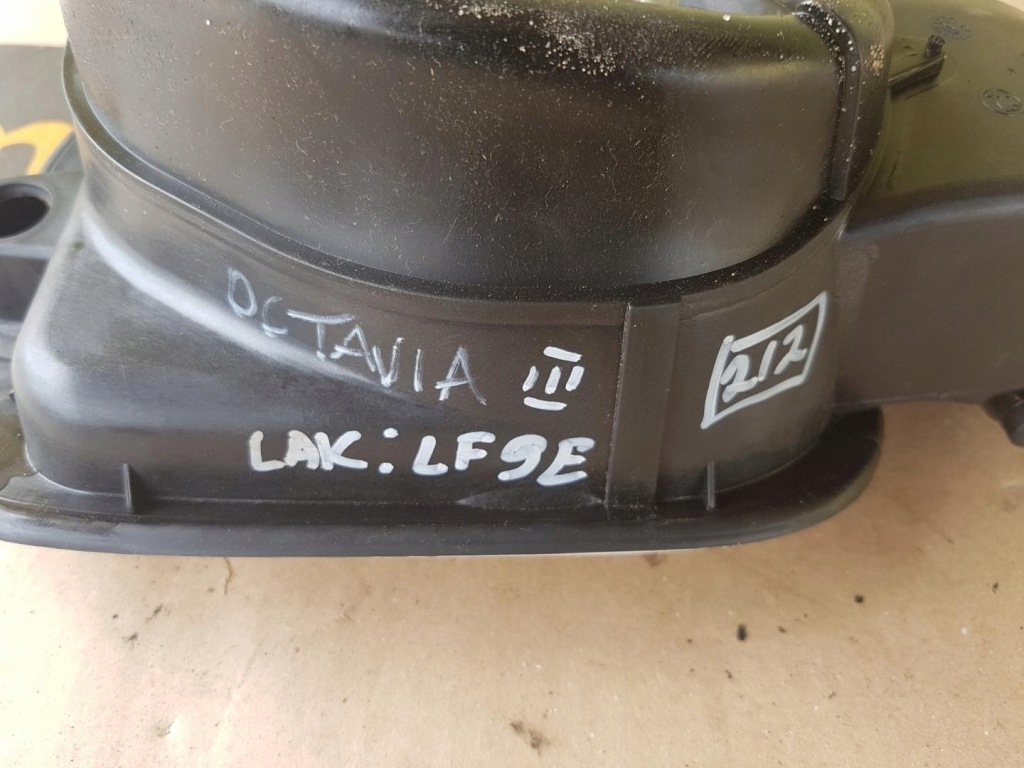 OCTAVIA III
212
LAK: LF9E